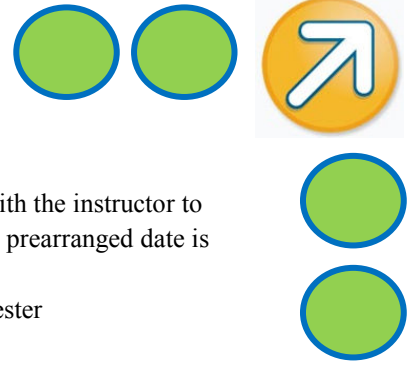 ith the instructor to
prearranged date is
ester